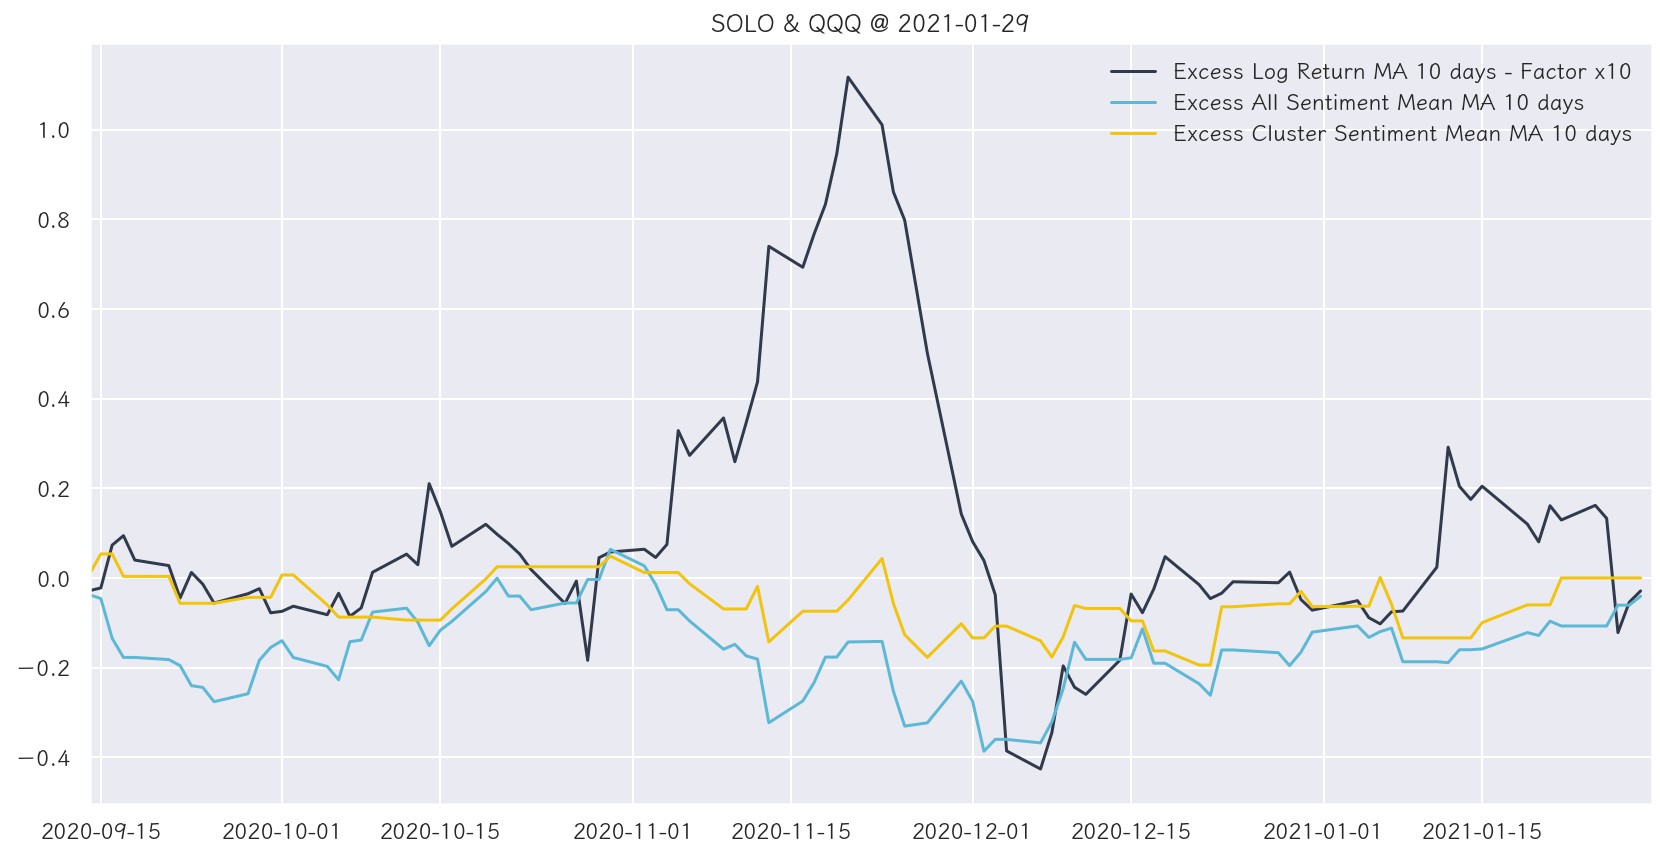 SOLO & QQQ @ 2021-01-29
Excess Log Return MA 10 days - Factor x10
Excess All Sentiment Mean MA 10 days
Excess Cluster Sentiment Mean MA 10 days
1.0
0.8
0.6
0.4
0.2
0.0
−0.2
−0.4
2020-09-15 2020-10-01 2020-10-15 2020-11-01 2020-11-15 2020-12-01 2020-12-15 2021-01-01 2021-01-15